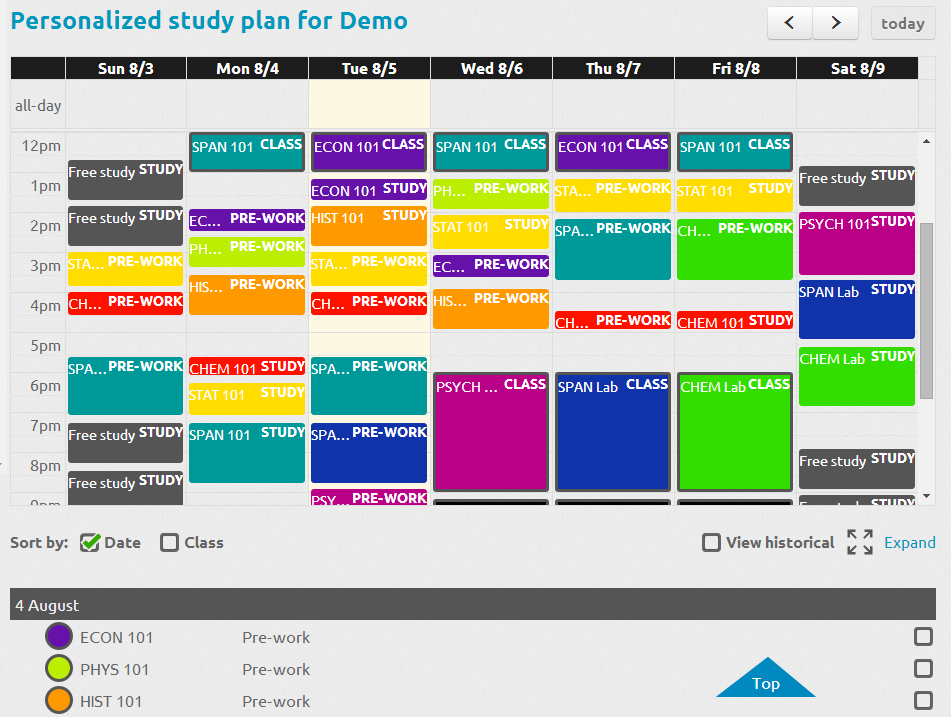 Personalized study plan for Demo
< > today
Sun 8/3 Mon 8/4 Tue 8/5 Wed 8/6 Thu 8/7 Fri 8/8 Sat 8/9
all-day
12pm
1pm
2pm
3pm
4pm
5pm
6pm
7pm
8pm
9pm
Free study STUDY
Free study STUDY
STA... PRE-WORK
CH... PRE-WORK
SPA... PRE-WORK
Free study STUDY
Free study STUDY
SPAN 101 CLASS
EC... PRE-WORK
PH... PRE-WORK
HIS... PRE-WORK
CHEM 101 STUDY
STAT 101 STUDY
SPAN 101 STUDY
ECON 101 CLASS
ECON 101 STUDY
HIST 101 STUDY
STA... PRE-WORK
CH... PRE-WORK
SPA... PRE-WORK
SPA... PRE-WORK
PSY... PRE-WORK
SPAN 101 CLASS
PH... PRE-WORK
STAT 101 STUDY
EC... PRE-WORK
HIS... PRE-WORK
PSYCH ... CLASS
ECON 101 CLASS
STA... PRE-WORK
SPA... PRE-WORK
CH... PRE-WORK
SPAN Lab CLASS
SPAN 101 CLASS
STAT 101 STUDY
CH... PRE-WORK
CHEM 101 STUDY
CHEM Lab CLASS
Free study STUDY
PSYCH 101 STUDY
SPAN Lab STUDY
CHEM Lab STUDY
Free study STUDY
Free study STUDY
Sort by: Date Class View historical Expand
4 August
ECON 101 Pre-work
PHYS 101 Pre-work
HIST 101 Pre-work
Top